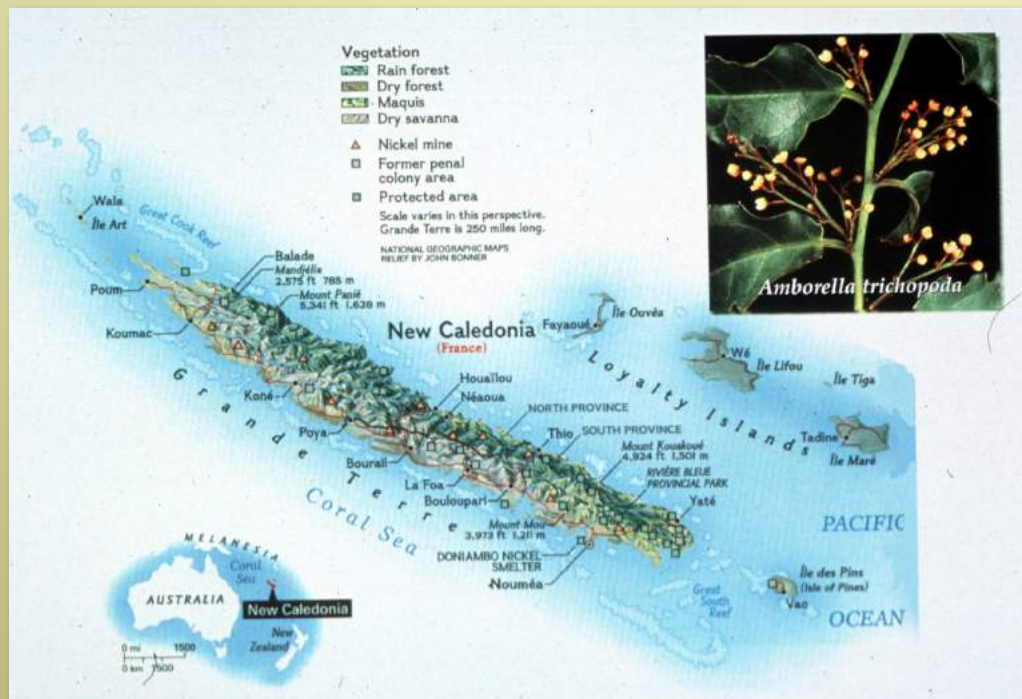 Vegetation
Rain forest
Dry forest
Maquis
Dry savanna
Nickel mine
Former penal
colony area
Protected area
Scale varies in this perspective.
Grande Terre is 250 miles long.
NATIONAL GEOGRAPHIC MAPS
RELIEF BY JOHN BONNER
Amborella trichopoda
Wala
Île Art
Great Cook Reef
Balade
Mandjélia
2,575 ft 785 m
Mount Panié
5,341 ft 1,628 m
Poum
Koumac
New Caledonia
(France)
Fayaoué
Île Ouvéa
Wé
Île Lifou
Île Tiga
Loyalty Islands
Tadine
Île Maré
Koné
Houaïlou
Néaoua
NORTH PROVINCE
Poya
Thio
SOUTH PROVINCE
Mount Kouakoué
4,924 ft 1,501 m
Bourail
RIVIÈRE BLEUE
PROVINCIAL PARK
La Foa
Yaté
Bouloupari
Grande Terre
Coral Sea
Mount Mou
3,973 ft 1,211 m
DONIAMBO NICKEL
SMELTER
Nouméa
PACIFIC
OCEAN
Île des Pins
(Isle of Pines)
Vao
Great
South
Reef
MELANESIA
Coral
Sea
AUSTRALIA
New Caledonia
New
Zealand
0 mi 1500
0 km 1500